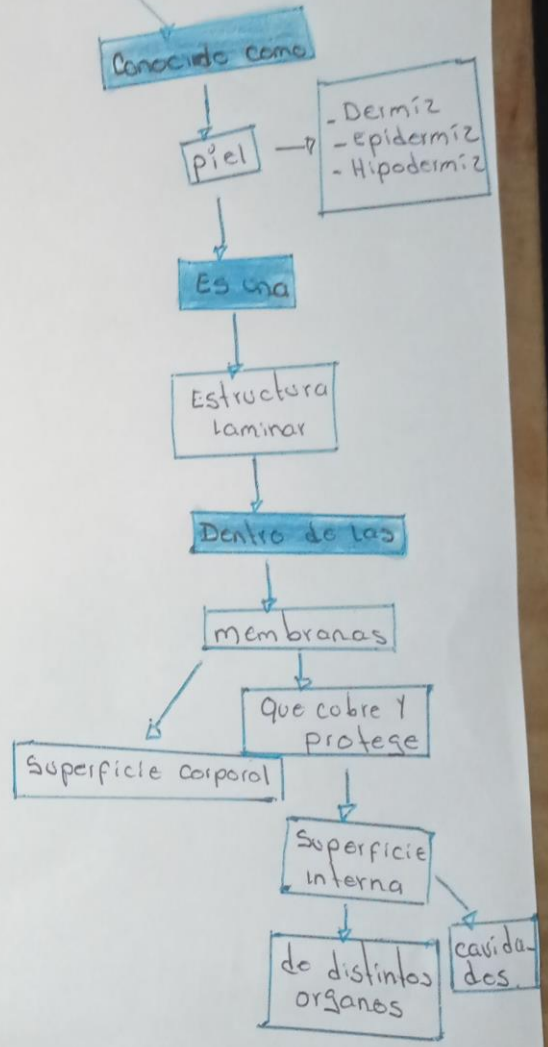 Conocido como
piel
- Dermiz
- epidermiz
- Hipodermiz
Es una
Estructura
Laminar
Dentro de las
membranas
que cobre y
protege
Superficie corporal
Superficie
interna
de distintos
organos
cavida-
des.